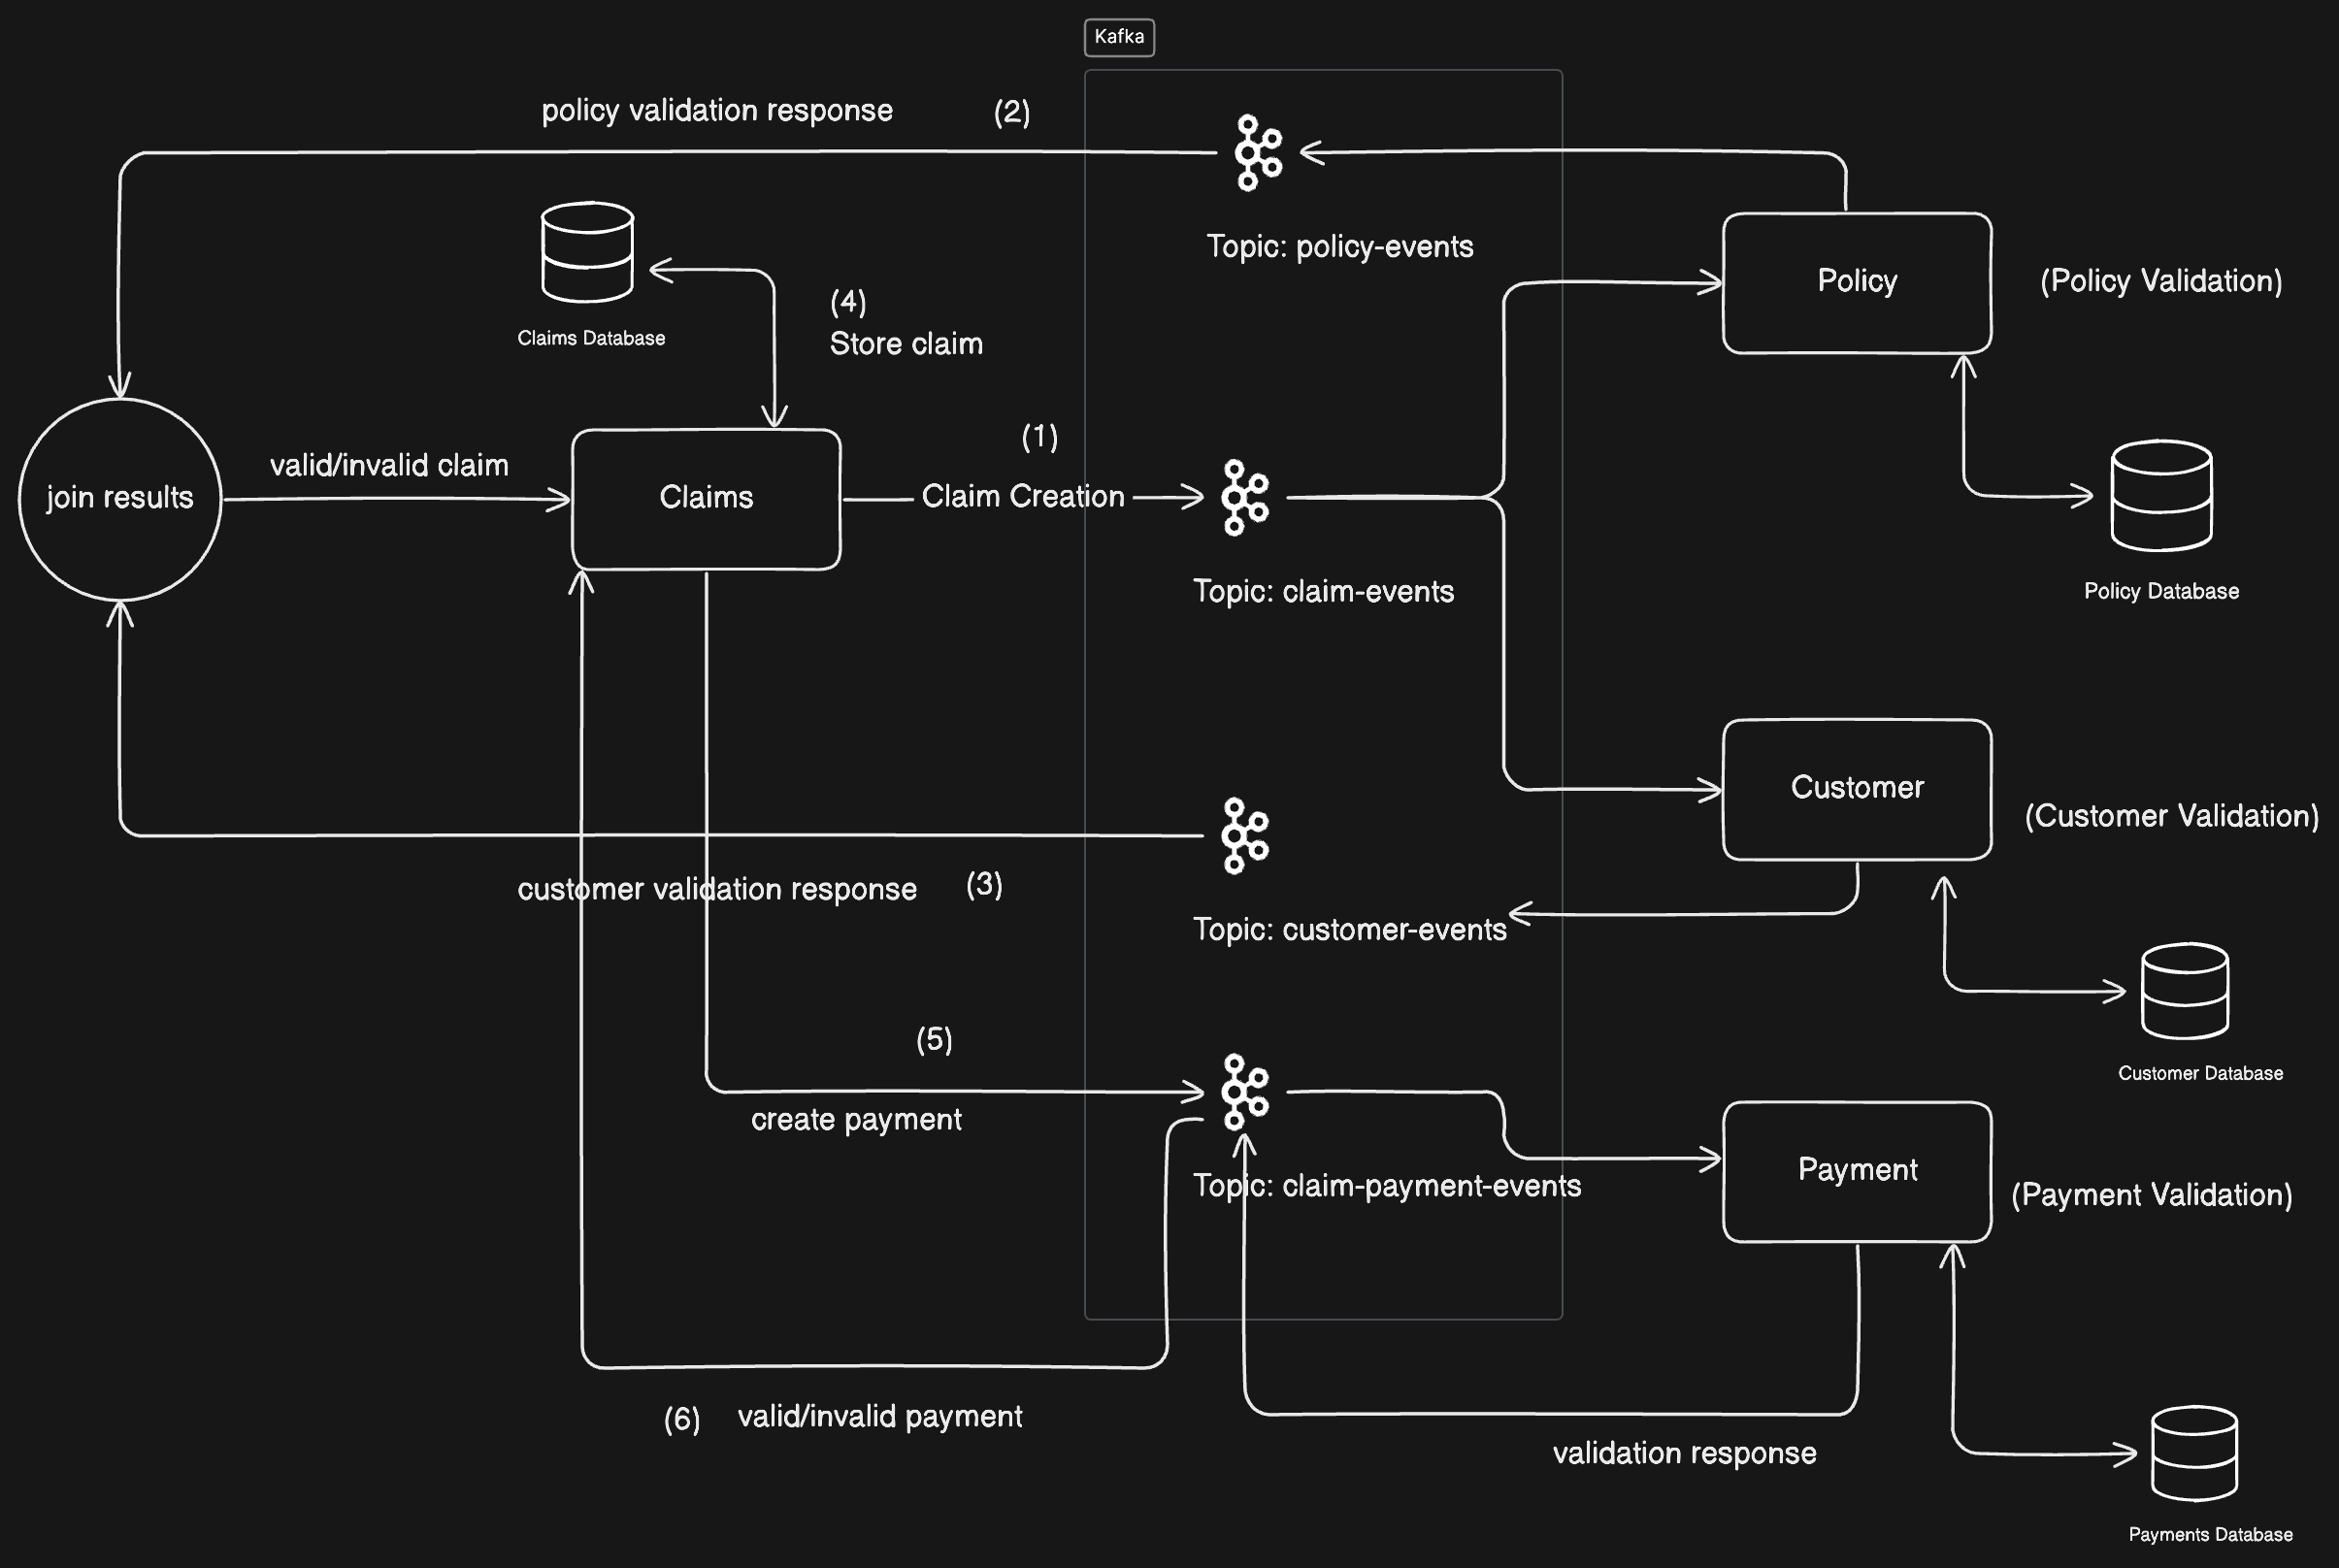 Kafka
policy validation response (2)
Topic: policy-events
Policy
(Policy Validation)
(4)
Store claim
Claims Database
(1)
valid/invalid claim
join results
Claims
Claim Creation
Topic: claim-events
Policy Database
Customer
(Customer Validation)
customer validation response (3)
Topic: customer-events
(5)
create payment
Customer Database
Topic: claim-payment-events
Payment
(Payment Validation)
(6) valid/invalid payment
validation response
Payments Database